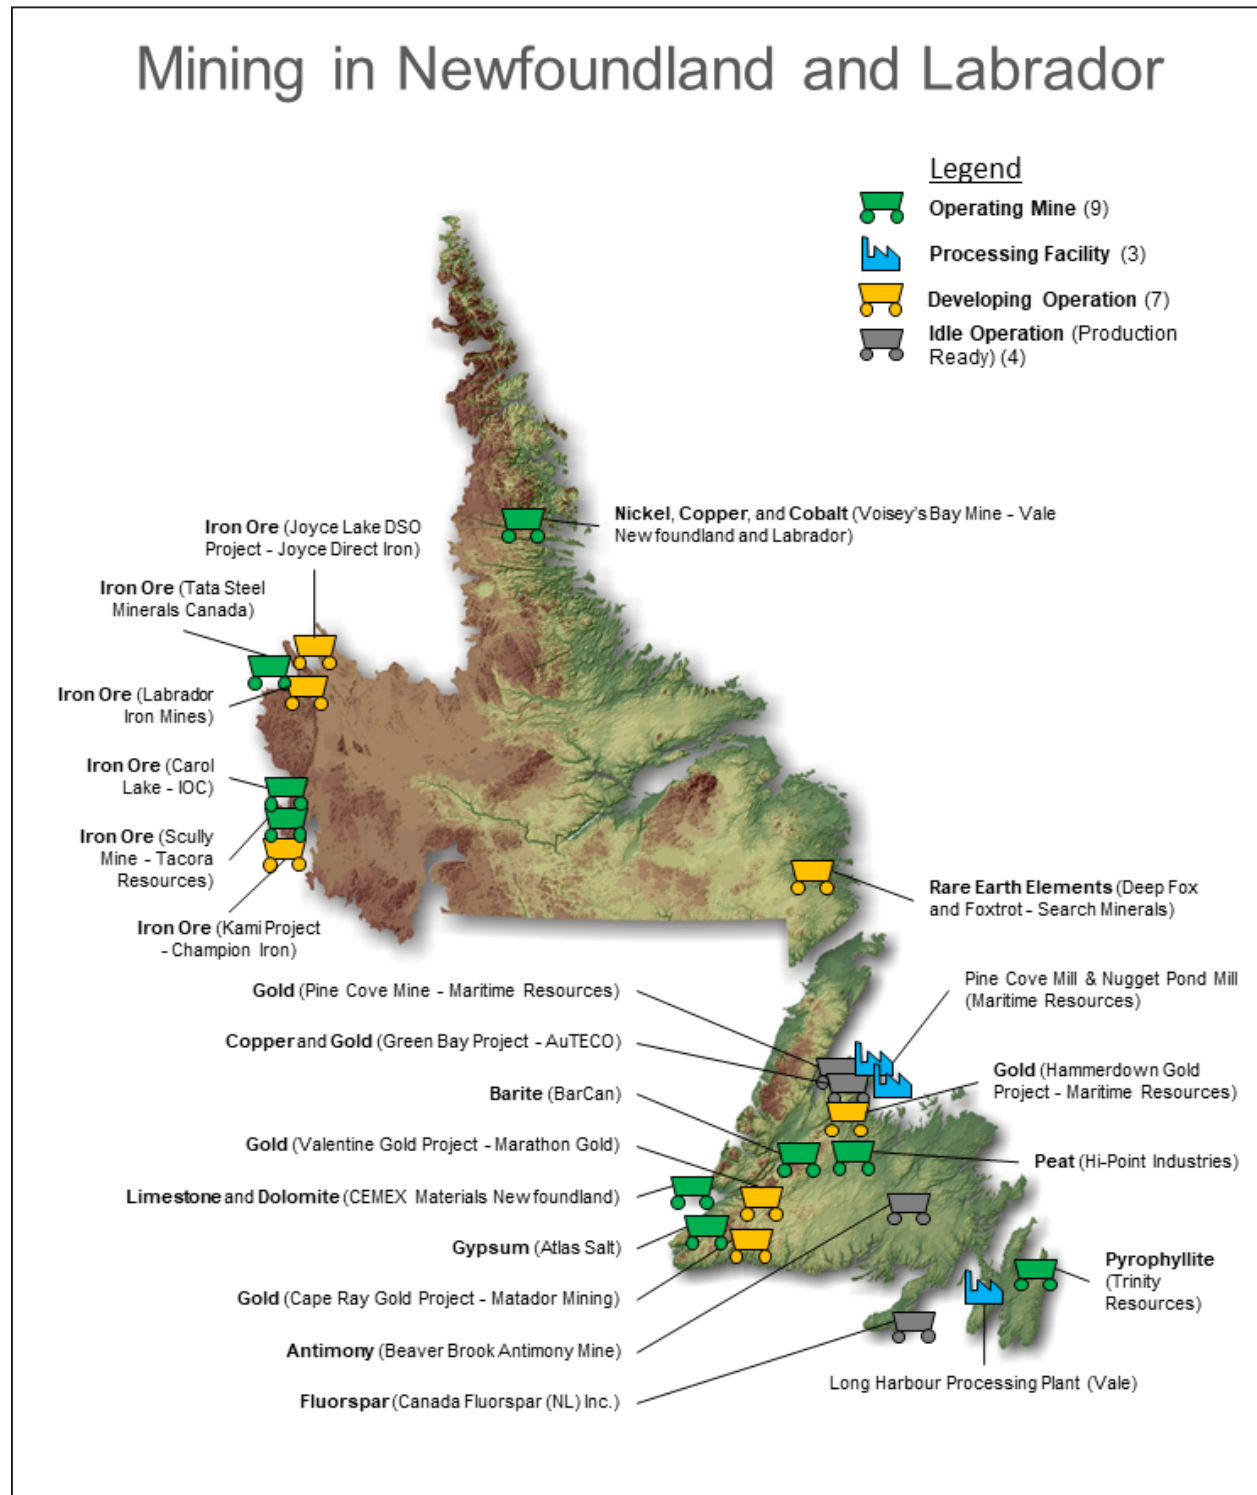 Mining in Newfoundland and Labrador
Legend
Operating Mine (9)
Processing Facility (3)
Developing Operation (7)
Idle Operation (Production
Ready) (4)
Nickel, Copper, and Cobalt (Voisey's Bay Mine - Vale
Newfoundland and Labrador)
Iron Ore (Joyce Lake DSO
Project - Joyce Direct Iron)
Iron Ore (Tata Steel
Minerals Canada)
Iron Ore (Labrador
Iron Mines)
Iron Ore (Carol
Lake - IOC)
Iron Ore (Scully
Mine - Tacora
Resources)
Iron Ore (Kami Project
- Champion Iron)
Rare Earth Elements (Deep Fox
and Foxtrot - Search Minerals)
Gold (Pine Cove Mine - Maritime Resources)
Copper and Gold (Green Bay Project - AuTECO)
Barite (BarCan)
Gold (Valentine Gold Project - Marathon Gold)
Limestone and Dolomite (CEMEX Materials Newfoundland)
Gypsum (Atlas Salt)
Gold (Cape Ray Gold Project - Matador Mining)
Antimony (Beaver Brook Antimony Mine)
Fluorspar (Canada Fluorspar (NL) Inc.)
Pine Cove Mill & Nugget Pond Mill
(Maritime Resources)
Gold (Hammerdown Gold
Project - Maritime Resources)
Peat (Hi-Point Industries)
Pyrophyllite
(Trinity
Resources)
Long Harbour Processing Plant (Vale)